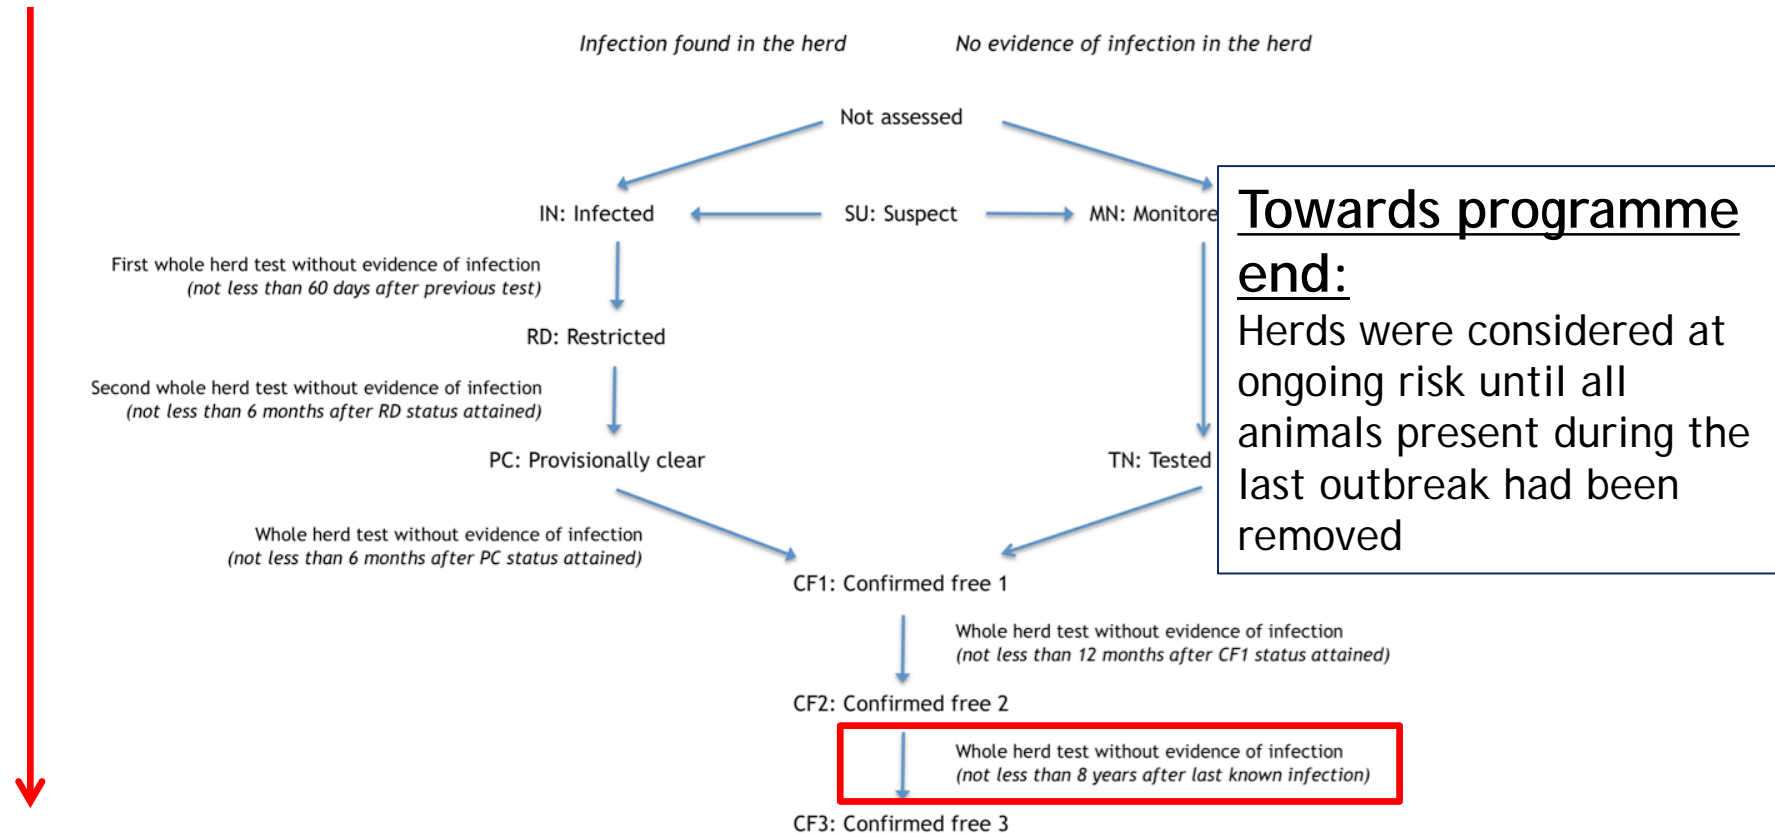 Infection found in the herd
No evidence of infection in the herd
Not assessed
IN: Infected
SU: Suspect
MN: Monitore
Towards programme
end:
Herds were considered at
ongoing risk until all
animals present during the
last outbreak had been
removed
First whole herd test without evidence of infection
(not less than 60 days after previous test)
RD: Restricted
Second whole herd test without evidence of infection
(not less than 6 months after RD status attained)
PC: Provisionally clear
TN: Tested
Whole herd test without evidence of infection
(not less than 6 months after PC status attained)
CF1: Confirmed free 1
Whole herd test without evidence of infection
(not less than 12 months after CF1 status attained)
CF2: Confirmed free 2
Whole herd test without evidence of infection
(not less than 8 years after last known infection)
CF3: Confirmed free 3